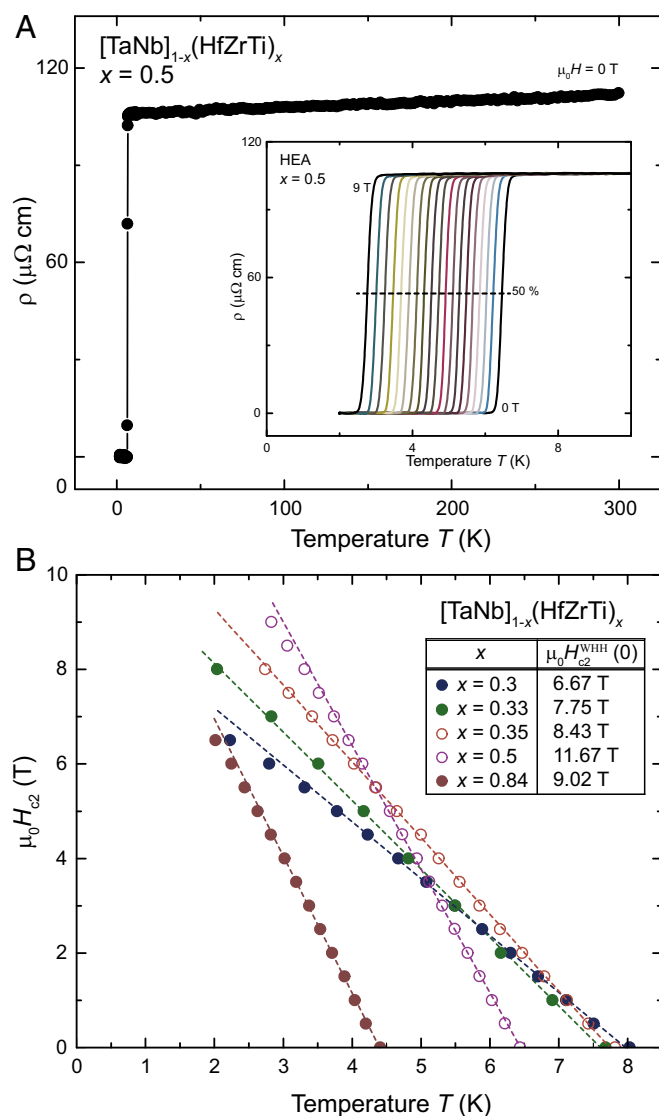 A
[TaNb]1-x(HfZrTi)x
x = 0.5
μ0H = 0 T
120
60
0
ρ (μΩ cm)
0
100
200
300
Temperature T (K)
HEA
x = 0.5
120
60
0
ρ (μΩ cm)
9 T
50 %
0 T
4
8
Temperature T (K)
B
[TaNb]1-x(HfZrTi)x
x μ0Hc2^WHH (0)
x = 0.3 6.67 T
x = 0.33 7.75 T
x = 0.35 8.43 T
x = 0.5 11.67 T
x = 0.84 9.02 T
10
8
6
4
2
0
μ0Hc2 (T)
0 1 2 3 4 5 6 7 8
Temperature T (K)